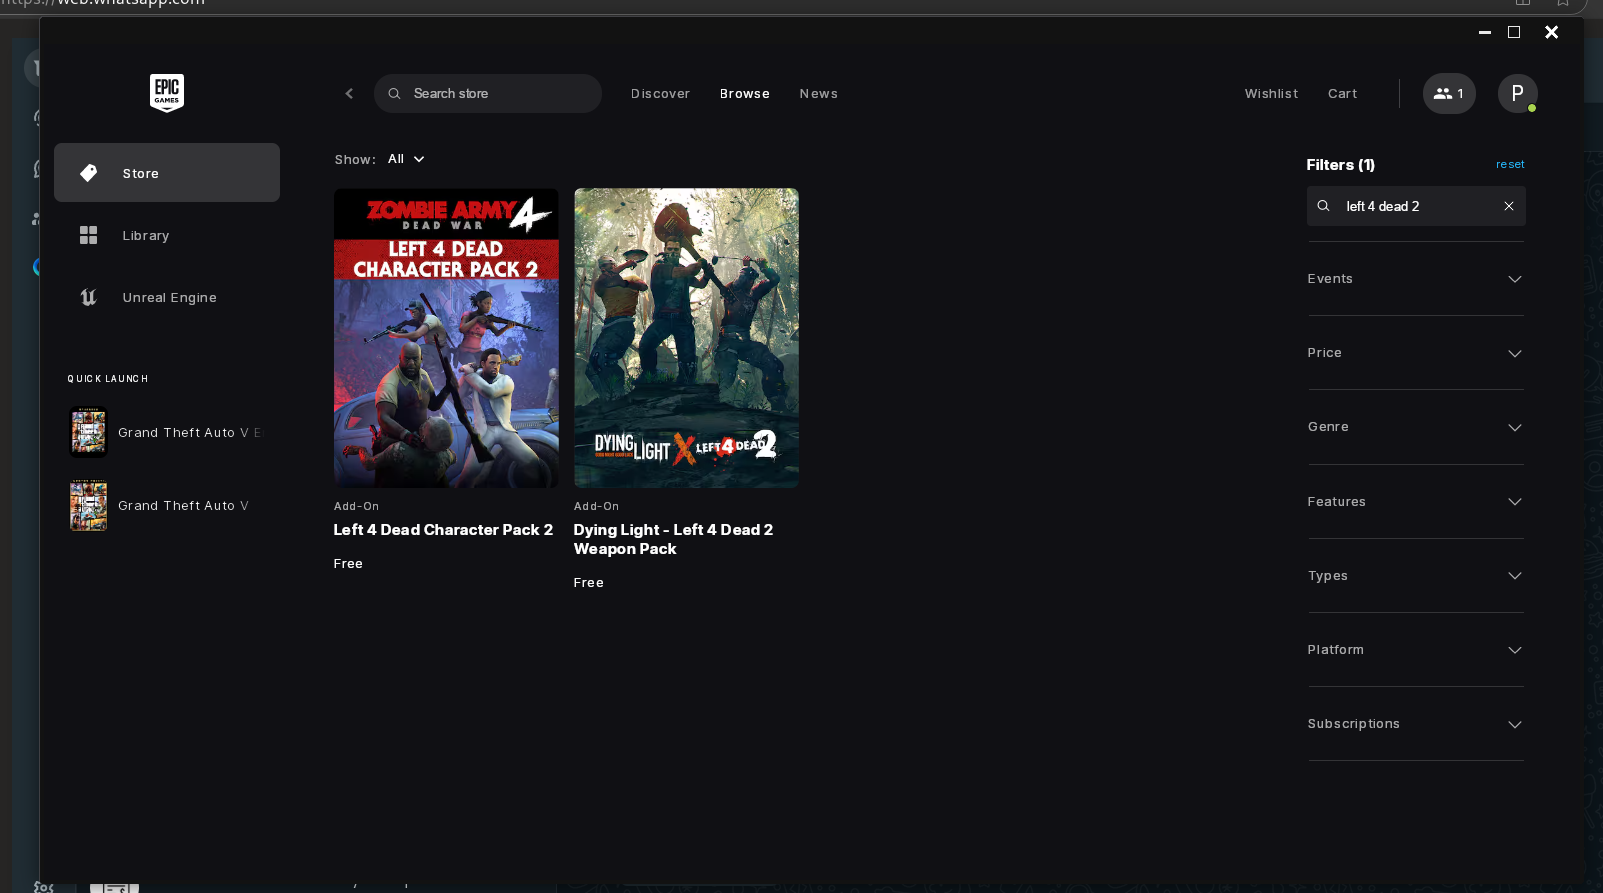 https://web.whatsapp.com
EPIC
GAMES
Search store
Discover
Browse
News
Wishlist
Cart
1
P
Store
Library
Unreal Engine
QUICK LAUNCH
Grand Theft Auto V E
Grand Theft Auto V
Show: All
ZOMBIE ARMY 4
DEAD WAR
LEFT 4 DEAD
CHARACTER PACK 2
Add-On
Left 4 Dead Character Pack 2
Free
DYING LIGHT X LEFT 4 DEAD 2
Add-On
Dying Light - Left 4 Dead 2
Weapon Pack
Free
Filters (1)
reset
left 4 dead 2
Events
Price
Genre
Features
Types
Platform
Subscriptions